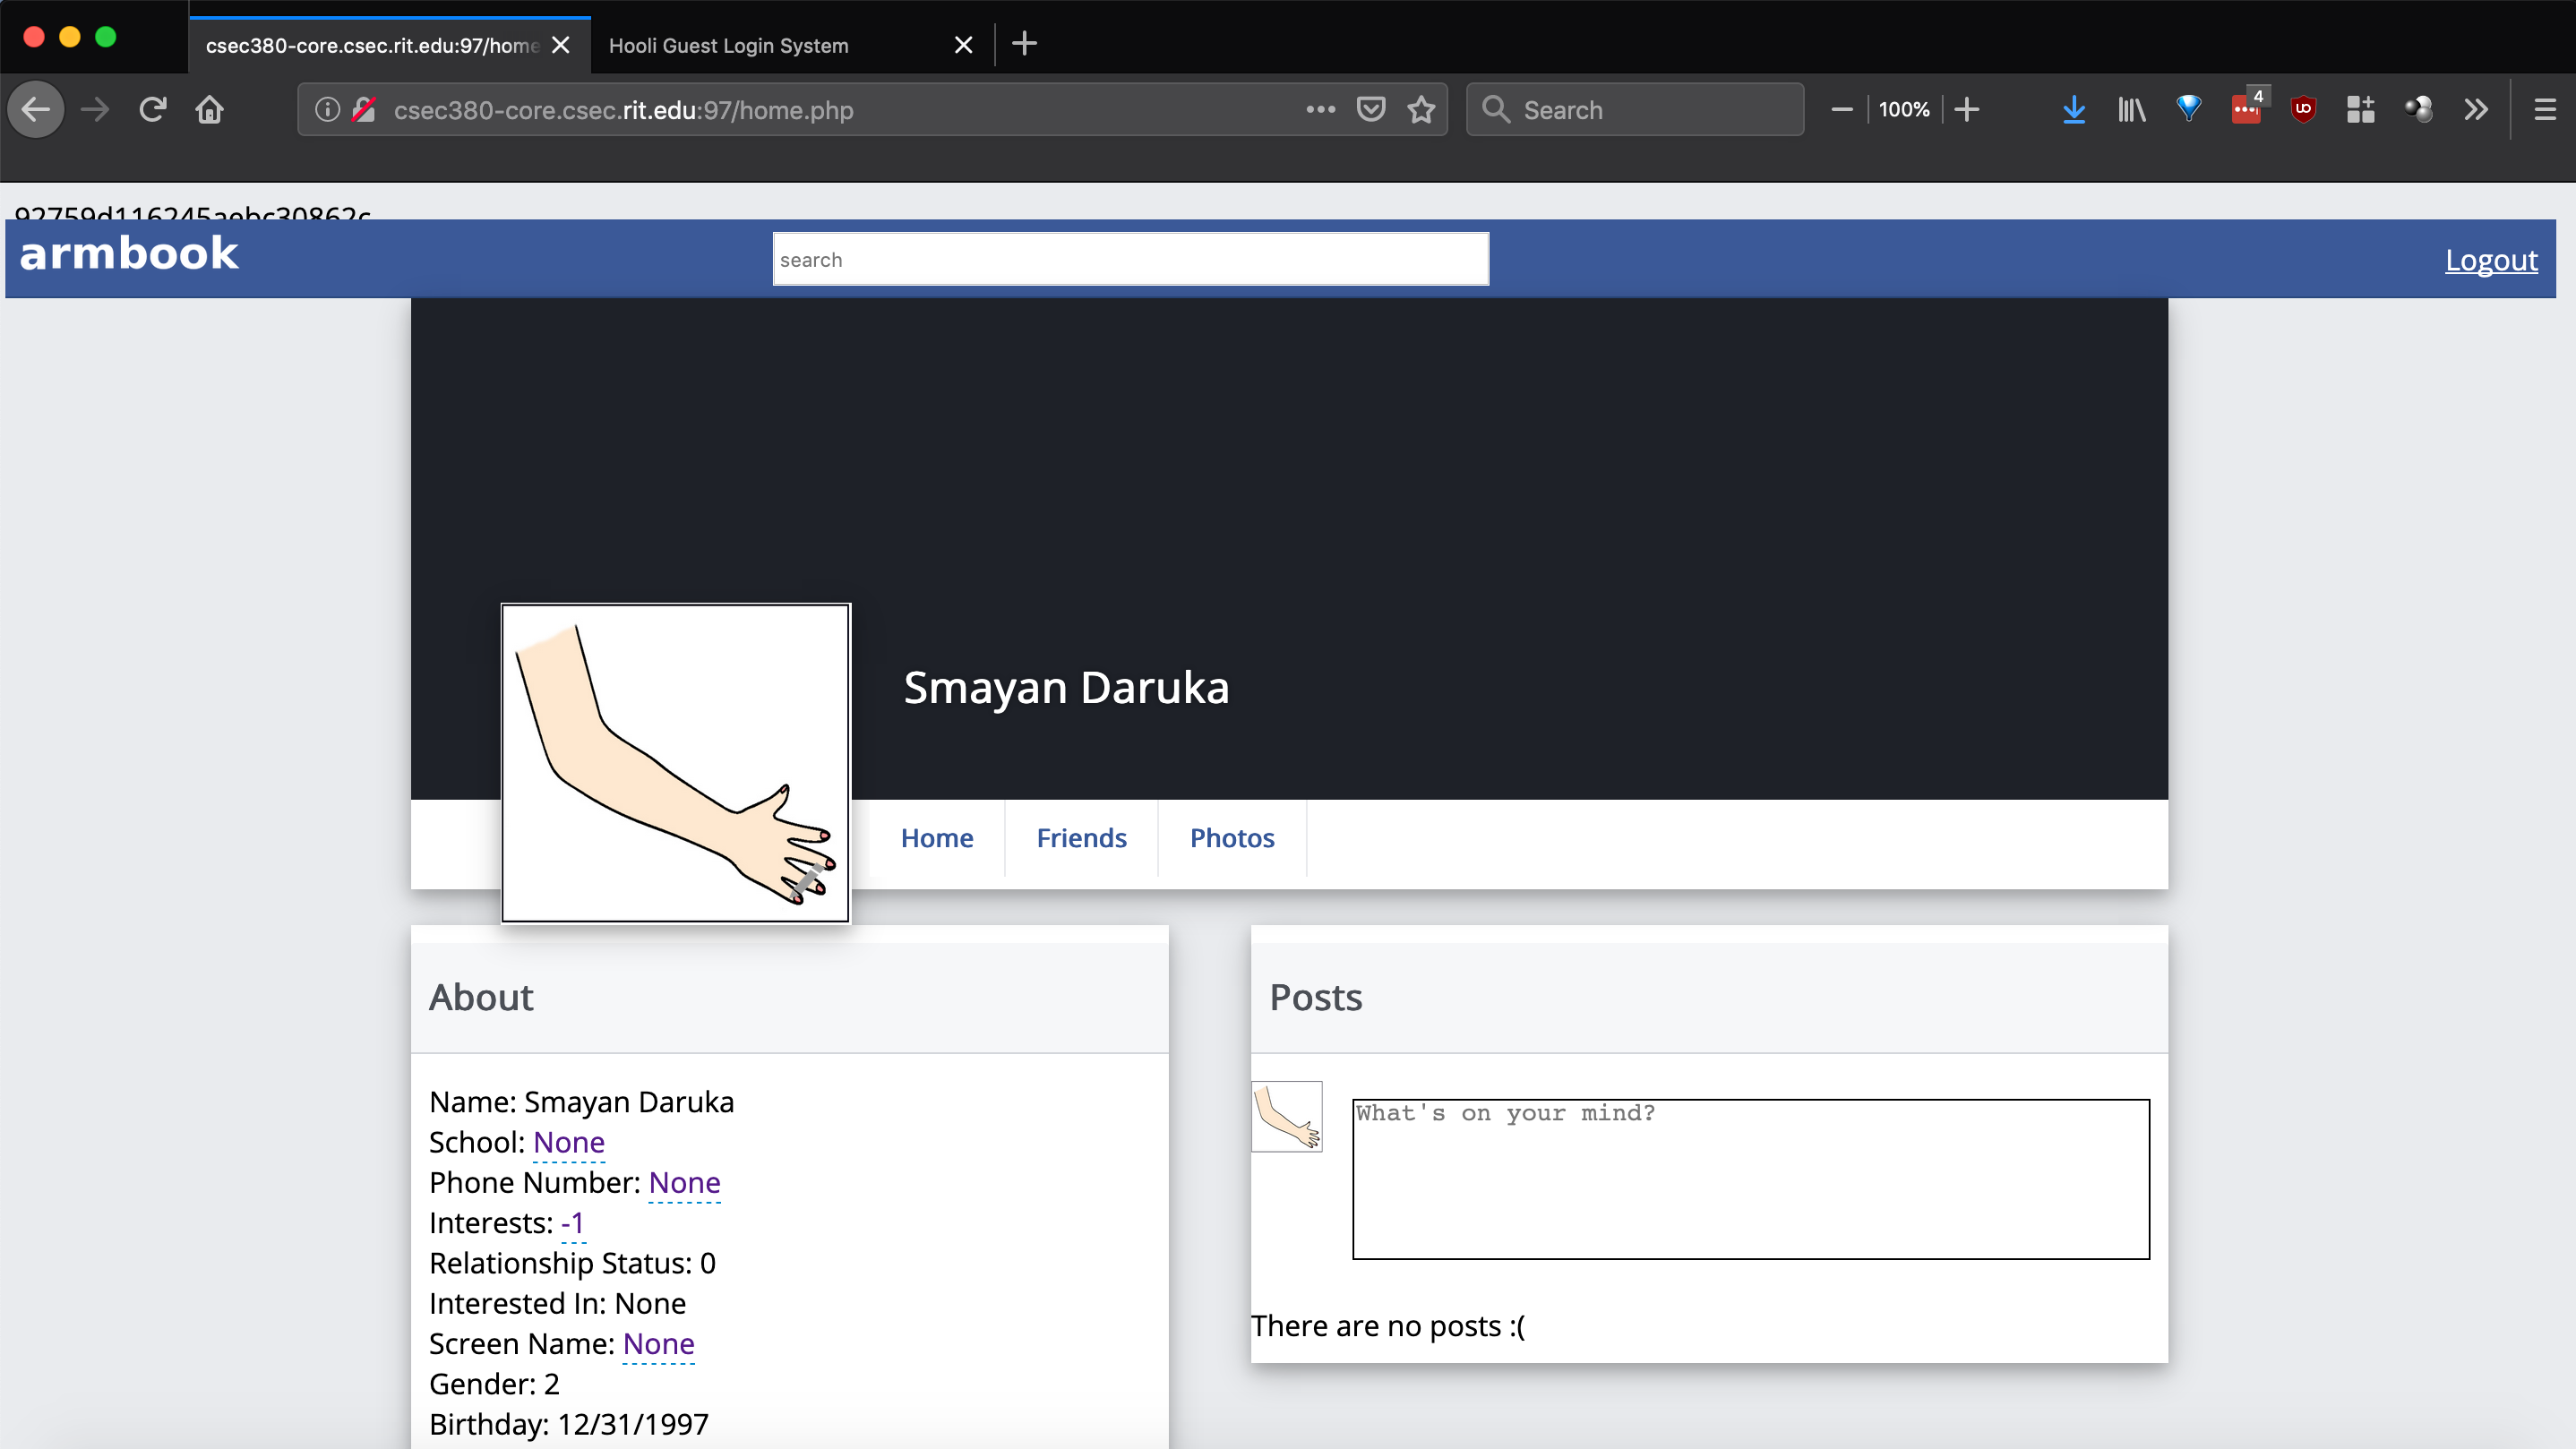 csec380-core.csec.rit.edu:97/home
Hooli Guest Login System
csec380-core.csec.rit.edu:97/home.php
Search
100%
4
92759d116245aebc30862c
armbook
search
Logout
Smayan Daruka
Home
Friends
Photos
About
Posts
Name: Smayan Daruka
What's on your mind?
School: None
Phone Number: None
Interests: -1
Relationship Status: 0
Interested In: None
There are no posts :(
Screen Name: None
Gender: 2
Birthday: 12/31/1997